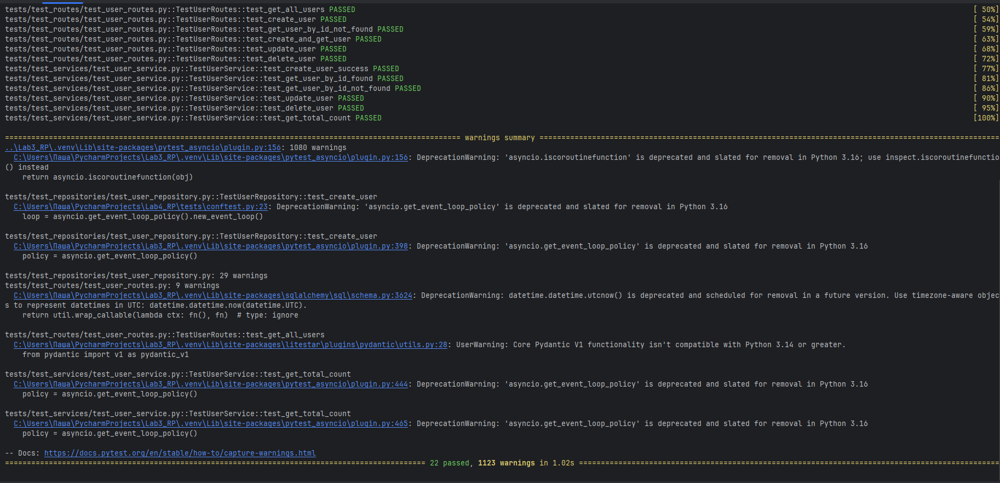 tests/test_routes/test_user_routes.py::TestUserRoutes::test_get_all_users PASSED [ 50%]
tests/test_routes/test_user_routes.py::TestUserRoutes::test_create_user PASSED [ 54%]
tests/test_routes/test_user_routes.py::TestUserRoutes::test_get_user_by_id_not_found PASSED [ 59%]
tests/test_routes/test_user_routes.py::TestUserRoutes::test_create_and_get_user PASSED [ 63%]
tests/test_routes/test_user_routes.py::TestUserRoutes::test_update_user PASSED [ 68%]
tests/test_routes/test_user_routes.py::TestUserRoutes::test_delete_user PASSED [ 72%]
tests/test_services/test_user_service.py::TestUserService::test_create_user_success PASSED [ 77%]
tests/test_services/test_user_service.py::TestUserService::test_get_user_by_id_found PASSED [ 81%]
tests/test_services/test_user_service.py::TestUserService::test_get_user_by_id_not_found PASSED [ 86%]
tests/test_services/test_user_service.py::TestUserService::test_update_user PASSED [ 90%]
tests/test_services/test_user_service.py::TestUserService::test_delete_user PASSED [ 95%]
tests/test_services/test_user_service.py::TestUserService::test_get_total_count PASSED [100%]
warnings summary
..\Lab3_RP\.venv\Lib\site-packages\pytest_asyncio\plugin.py:156: 1080 warnings
C:\Users\Паша\PycharmProjects\Lab3_RP\.venv\Lib\site-packages\pytest_asyncio\plugin.py:156: DeprecationWarning: 'asyncio.iscoroutinefunction' is deprecated and slated for removal in Python 3.16; use inspect.iscoroutinefunctio
() instead
return asyncio.iscoroutinefunction(obj)
tests/test_repositories/test_user_repository.py::TestUserRepository::test_create_user
C:\Users\Паша\PycharmProjects\Lab4_RP\tests\conftest.py:23: DeprecationWarning: 'asyncio.get_event_loop_policy' is deprecated and slated for removal in Python 3.16
loop = asyncio.get_event_loop_policy().new_event_loop()
tests/test_repositories/test_user_repository.py::TestUserRepository::test_create_user
C:\Users\Паша\PycharmProjects\Lab3_RP\.venv\Lib\site-packages\pytest_asyncio\plugin.py:398: DeprecationWarning: 'asyncio.get_event_loop_policy' is deprecated and slated for removal in Python 3.16
policy = asyncio.get_event_loop_policy()
tests/test_repositories/test_user_repository.py: 29 warnings
tests/test_routes/test_user_routes.py: 9 warnings
C:\Users\Паша\PycharmProjects\Lab3_RP\.venv\Lib\site-packages\sqlalchemy\sql\schema.py:3624: DeprecationWarning: datetime.datetime.utcnow() is deprecated and scheduled for removal in a future version. Use timezone-aware objec
s to represent datetimes in UTC: datetime.datetime.now(datetime.UTC).
return util.wrap_callable(lambda ctx: fn(), fn)  # type: ignore
tests/test_routes/test_user_routes.py::TestUserRoutes::test_get_all_users
C:\Users\Паша\PycharmProjects\Lab3_RP\.venv\Lib\site-packages\litestar\plugins\pydantic\utils.py:28: UserWarning: Core Pydantic V1 functionality isn't compatible with Python 3.14 or greater.
from pydantic import v1 as pydantic_v1
tests/test_services/test_user_service.py::TestUserService::test_get_total_count
C:\Users\Паша\PycharmProjects\Lab3_RP\.venv\Lib\site-packages\pytest_asyncio\plugin.py:444: DeprecationWarning: 'asyncio.get_event_loop_policy' is deprecated and slated for removal in Python 3.16
policy = asyncio.get_event_loop_policy()
tests/test_services/test_user_service.py::TestUserService::test_get_total_count
C:\Users\Паша\PycharmProjects\Lab3_RP\.venv\Lib\site-packages\pytest_asyncio\plugin.py:465: DeprecationWarning: 'asyncio.get_event_loop_policy' is deprecated and slated for removal in Python 3.16
policy = asyncio.get_event_loop_policy()
-- Docs: https://docs.pytest.org/en/stable/how-to/capture-warnings.html
22 passed, 1123 warnings in 1.02s